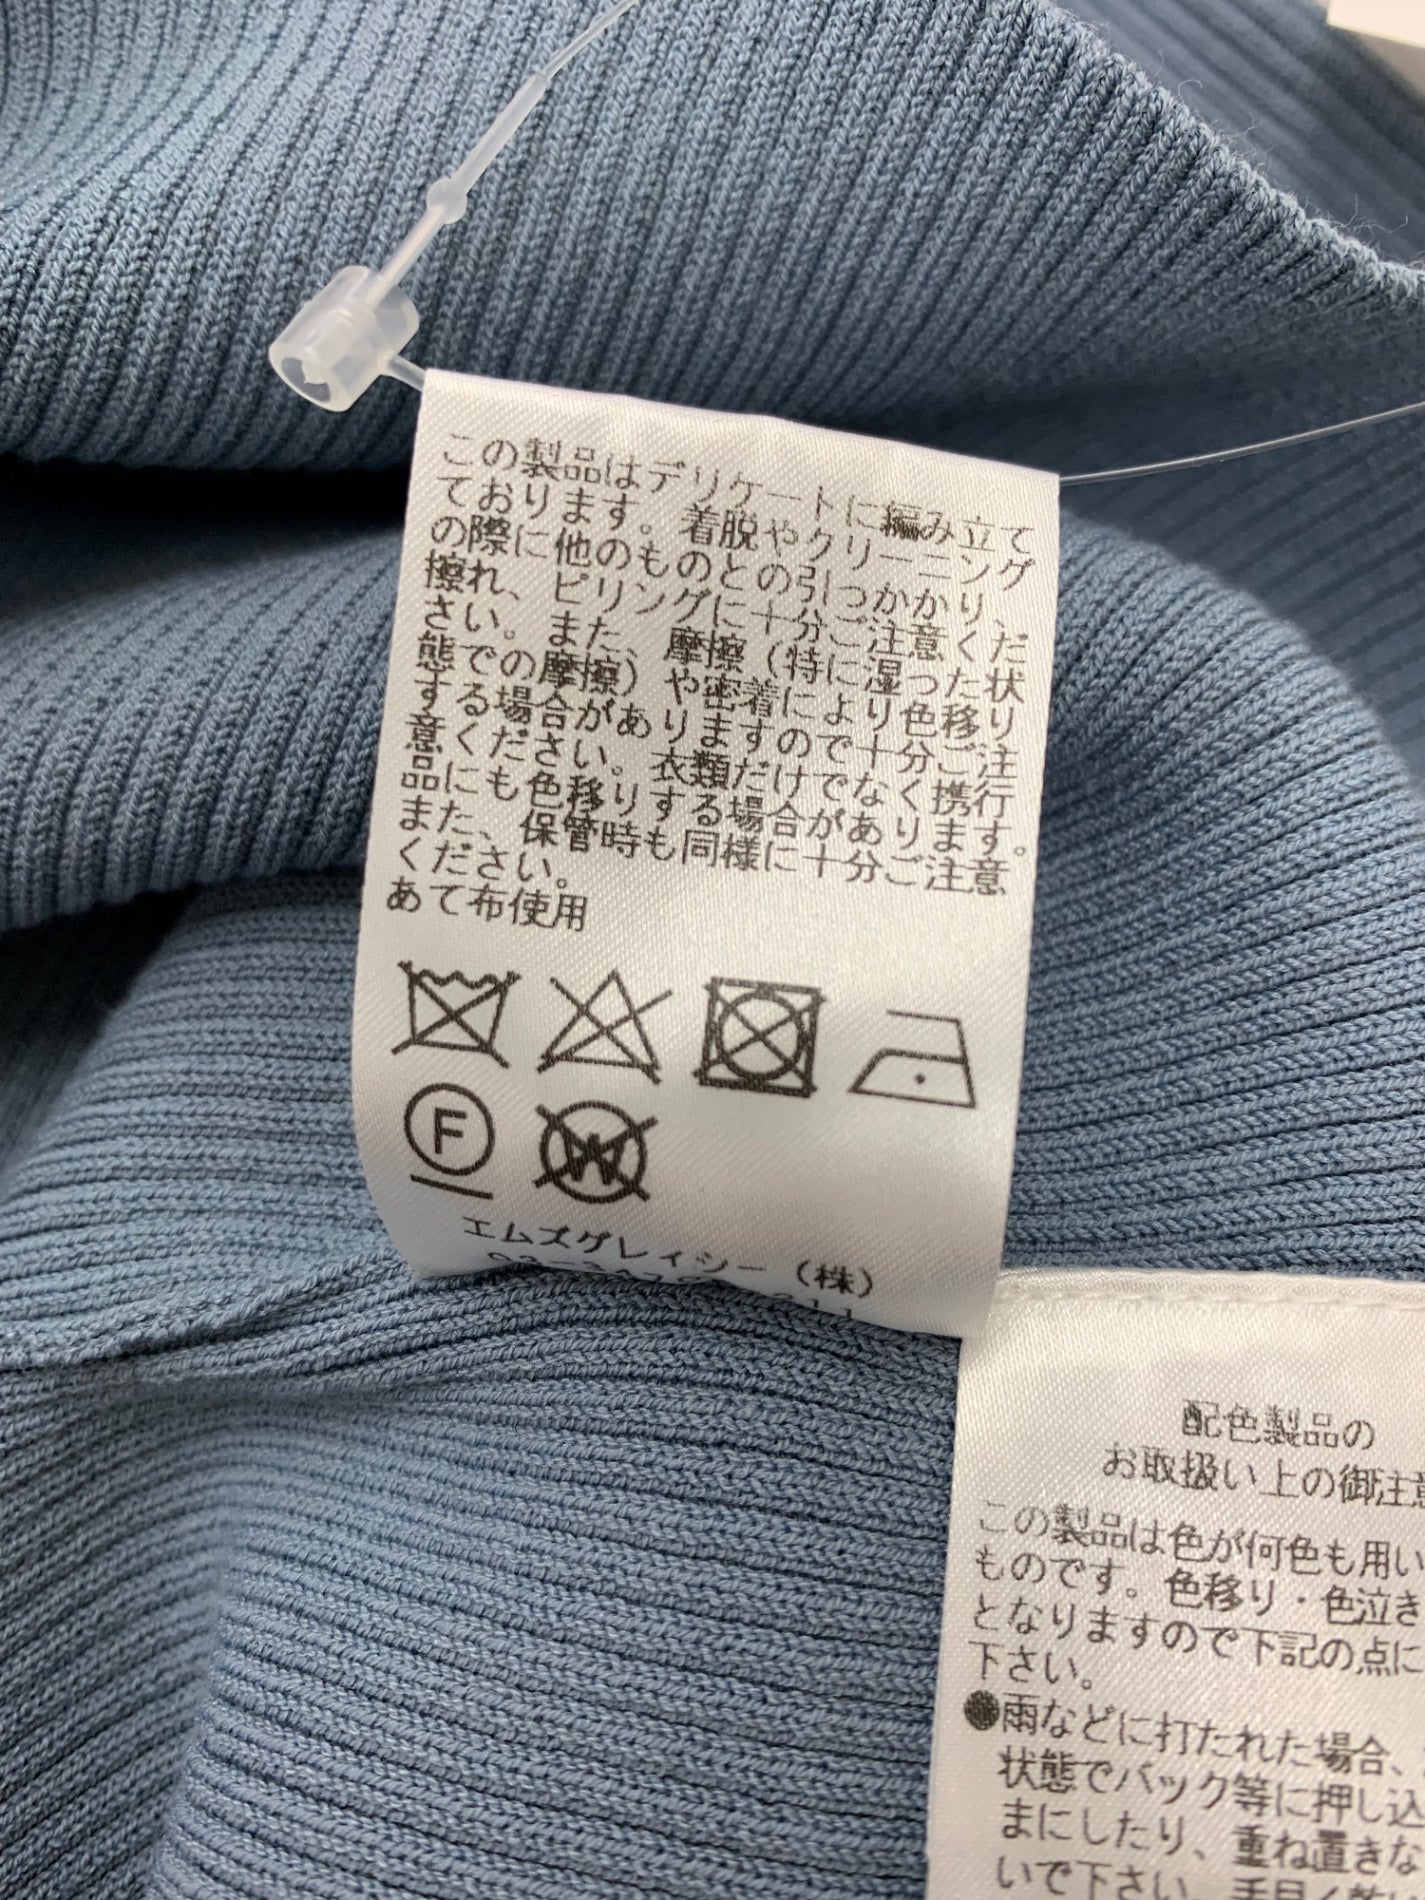 この製品はデリケートに編み立て
ております。着脱やクリーニング
の際に他のものとの引っかかり、
擦れ、ピリングに十分ご注意くだ
さい。また、摩擦（特に湿った状
態での摩擦）や密着により色移り
する場合がありますので十分ご注
意ください。衣類だけでなく携行
品にも色移りする場合があります。
また、保管時も同様に十分ご注意
ください。
あて布使用
F W
エムズグレイシー（株）
配色製品の
お取扱い上の御注意
この製品は色が何色も用い
ものです。色移り・色泣き
となりますので下記の点に
下さい。
●雨などに打たれた場合、
状態でバック等に押し込
まにしたり、重ね置きな
いで下さい。